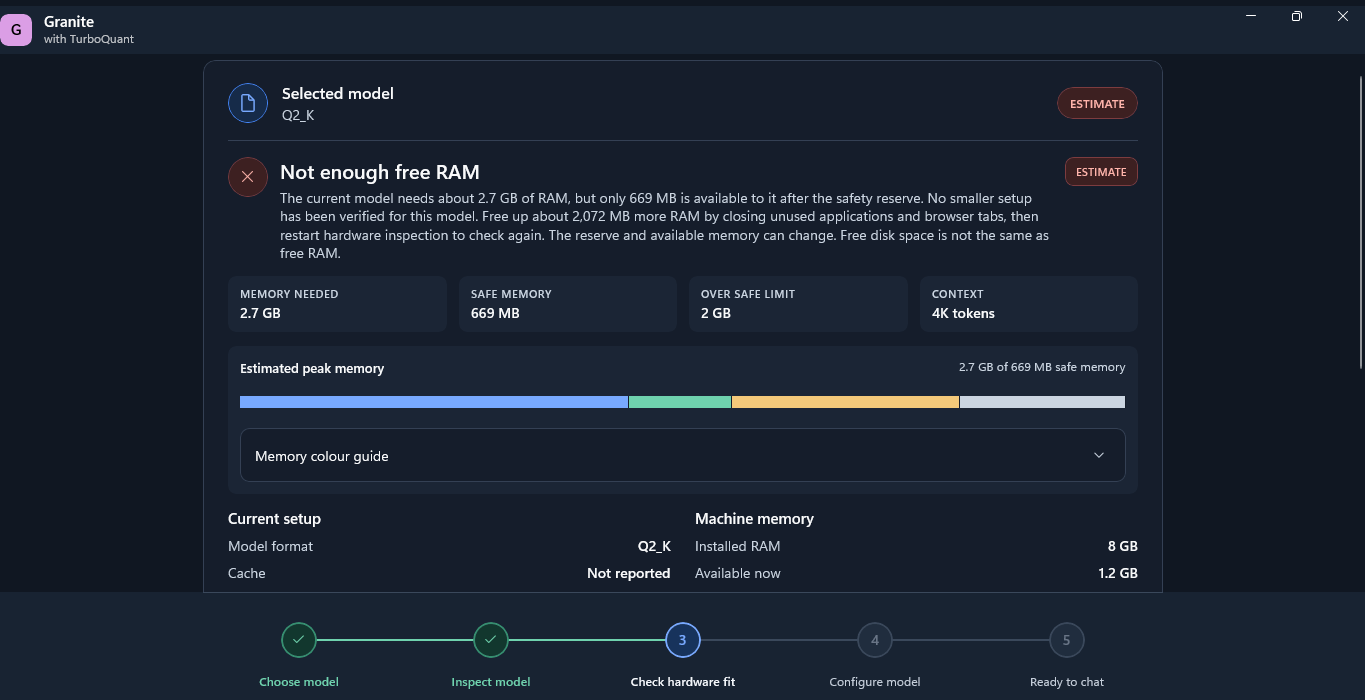 G
Granite
with TurboQuant
Selected model
Q2_K
ESTIMATE
Not enough free RAM
ESTIMATE
The current model needs about 2.7 GB of RAM, but only 669 MB is available to it after the safety reserve. No smaller setup
has been verified for this model. Free up about 2,072 MB more RAM by closing unused applications and browser tabs, then
restart hardware inspection to check again. The reserve and available memory can change. Free disk space is not the same as
free RAM.
MEMORY NEEDED
2.7 GB
SAFE MEMORY
669 MB
OVER SAFE LIMIT
2 GB
CONTEXT
4K tokens
Estimated peak memory
2.7 GB of 669 MB safe memory
Memory colour guide
Current setup
Model format Q2_K
Cache Not reported
Machine memory
Installed RAM 8 GB
Available now 1.2 GB
3
4
5
Choose model
Inspect model
Check hardware fit
Configure model
Ready to chat